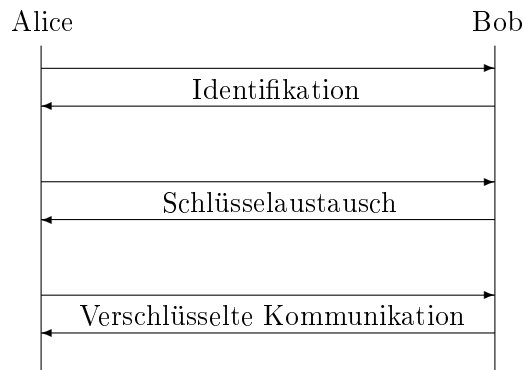 Alice Bob
Identifikation
Schlüsselaustausch
Verschlüsselte Kommunikation